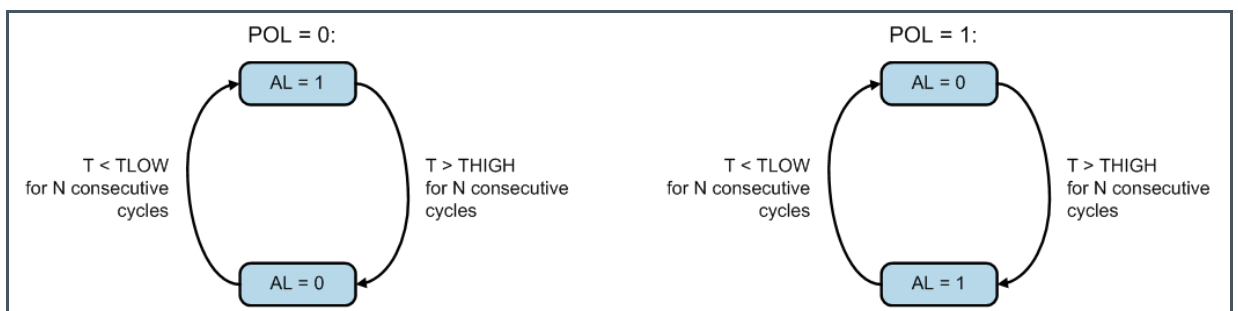 POL = 0:
AL = 1
T < TLOW
for N consecutive
cycles
T > THIGH
for N consecutive
cycles
AL = 0
POL = 1:
AL = 0
T < TLOW
for N consecutive
cycles
T > THIGH
for N consecutive
cycles
AL = 1